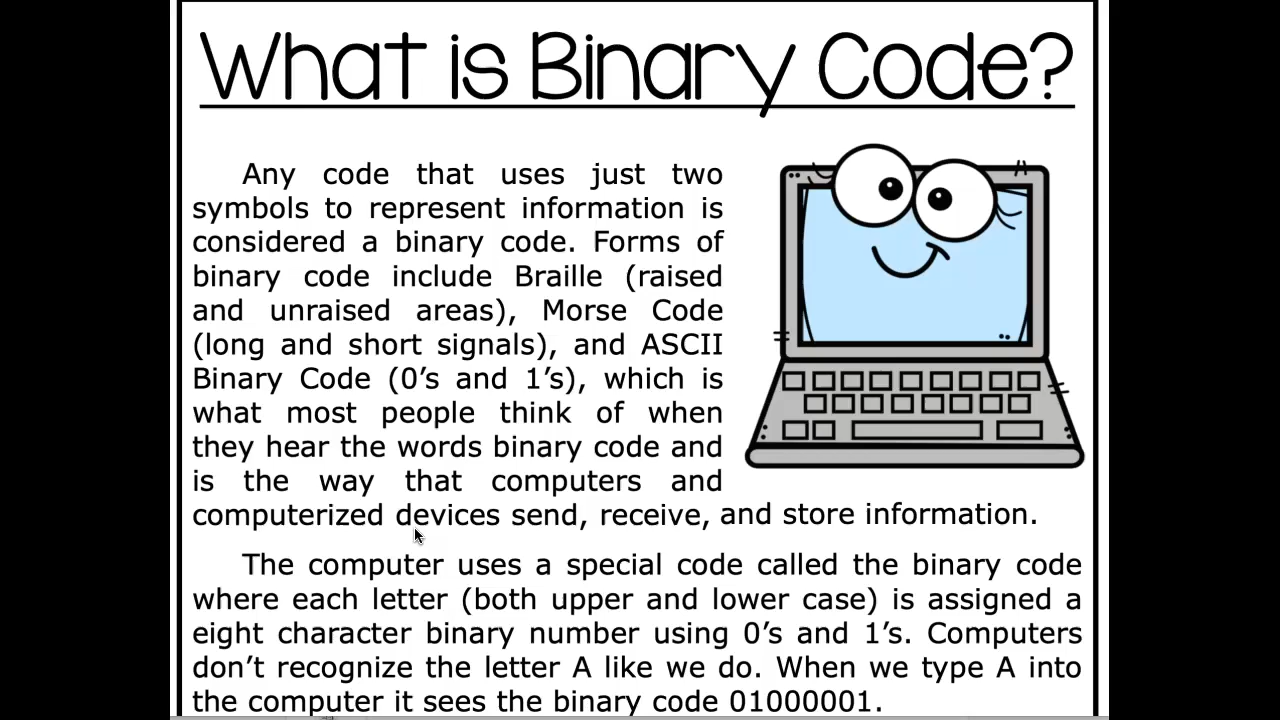 What is Binary Code?
Any code that uses just two
symbols to represent information is
considered a binary code. Forms of
binary code include Braille (raised
and unraised areas), Morse Code
(long and short signals), and ASCII
Binary Code (0’s and 1’s), which is
what most people think of when
they hear the words binary code and
is the way that computers and
computerized devices send, receive, and store information.
The computer uses a special code called the binary code
where each letter (both upper and lower case) is assigned a
eight character binary number using 0’s and 1’s. Computers
don’t recognize the letter A like we do. When we type A into
the computer it sees the binary code 01000001.